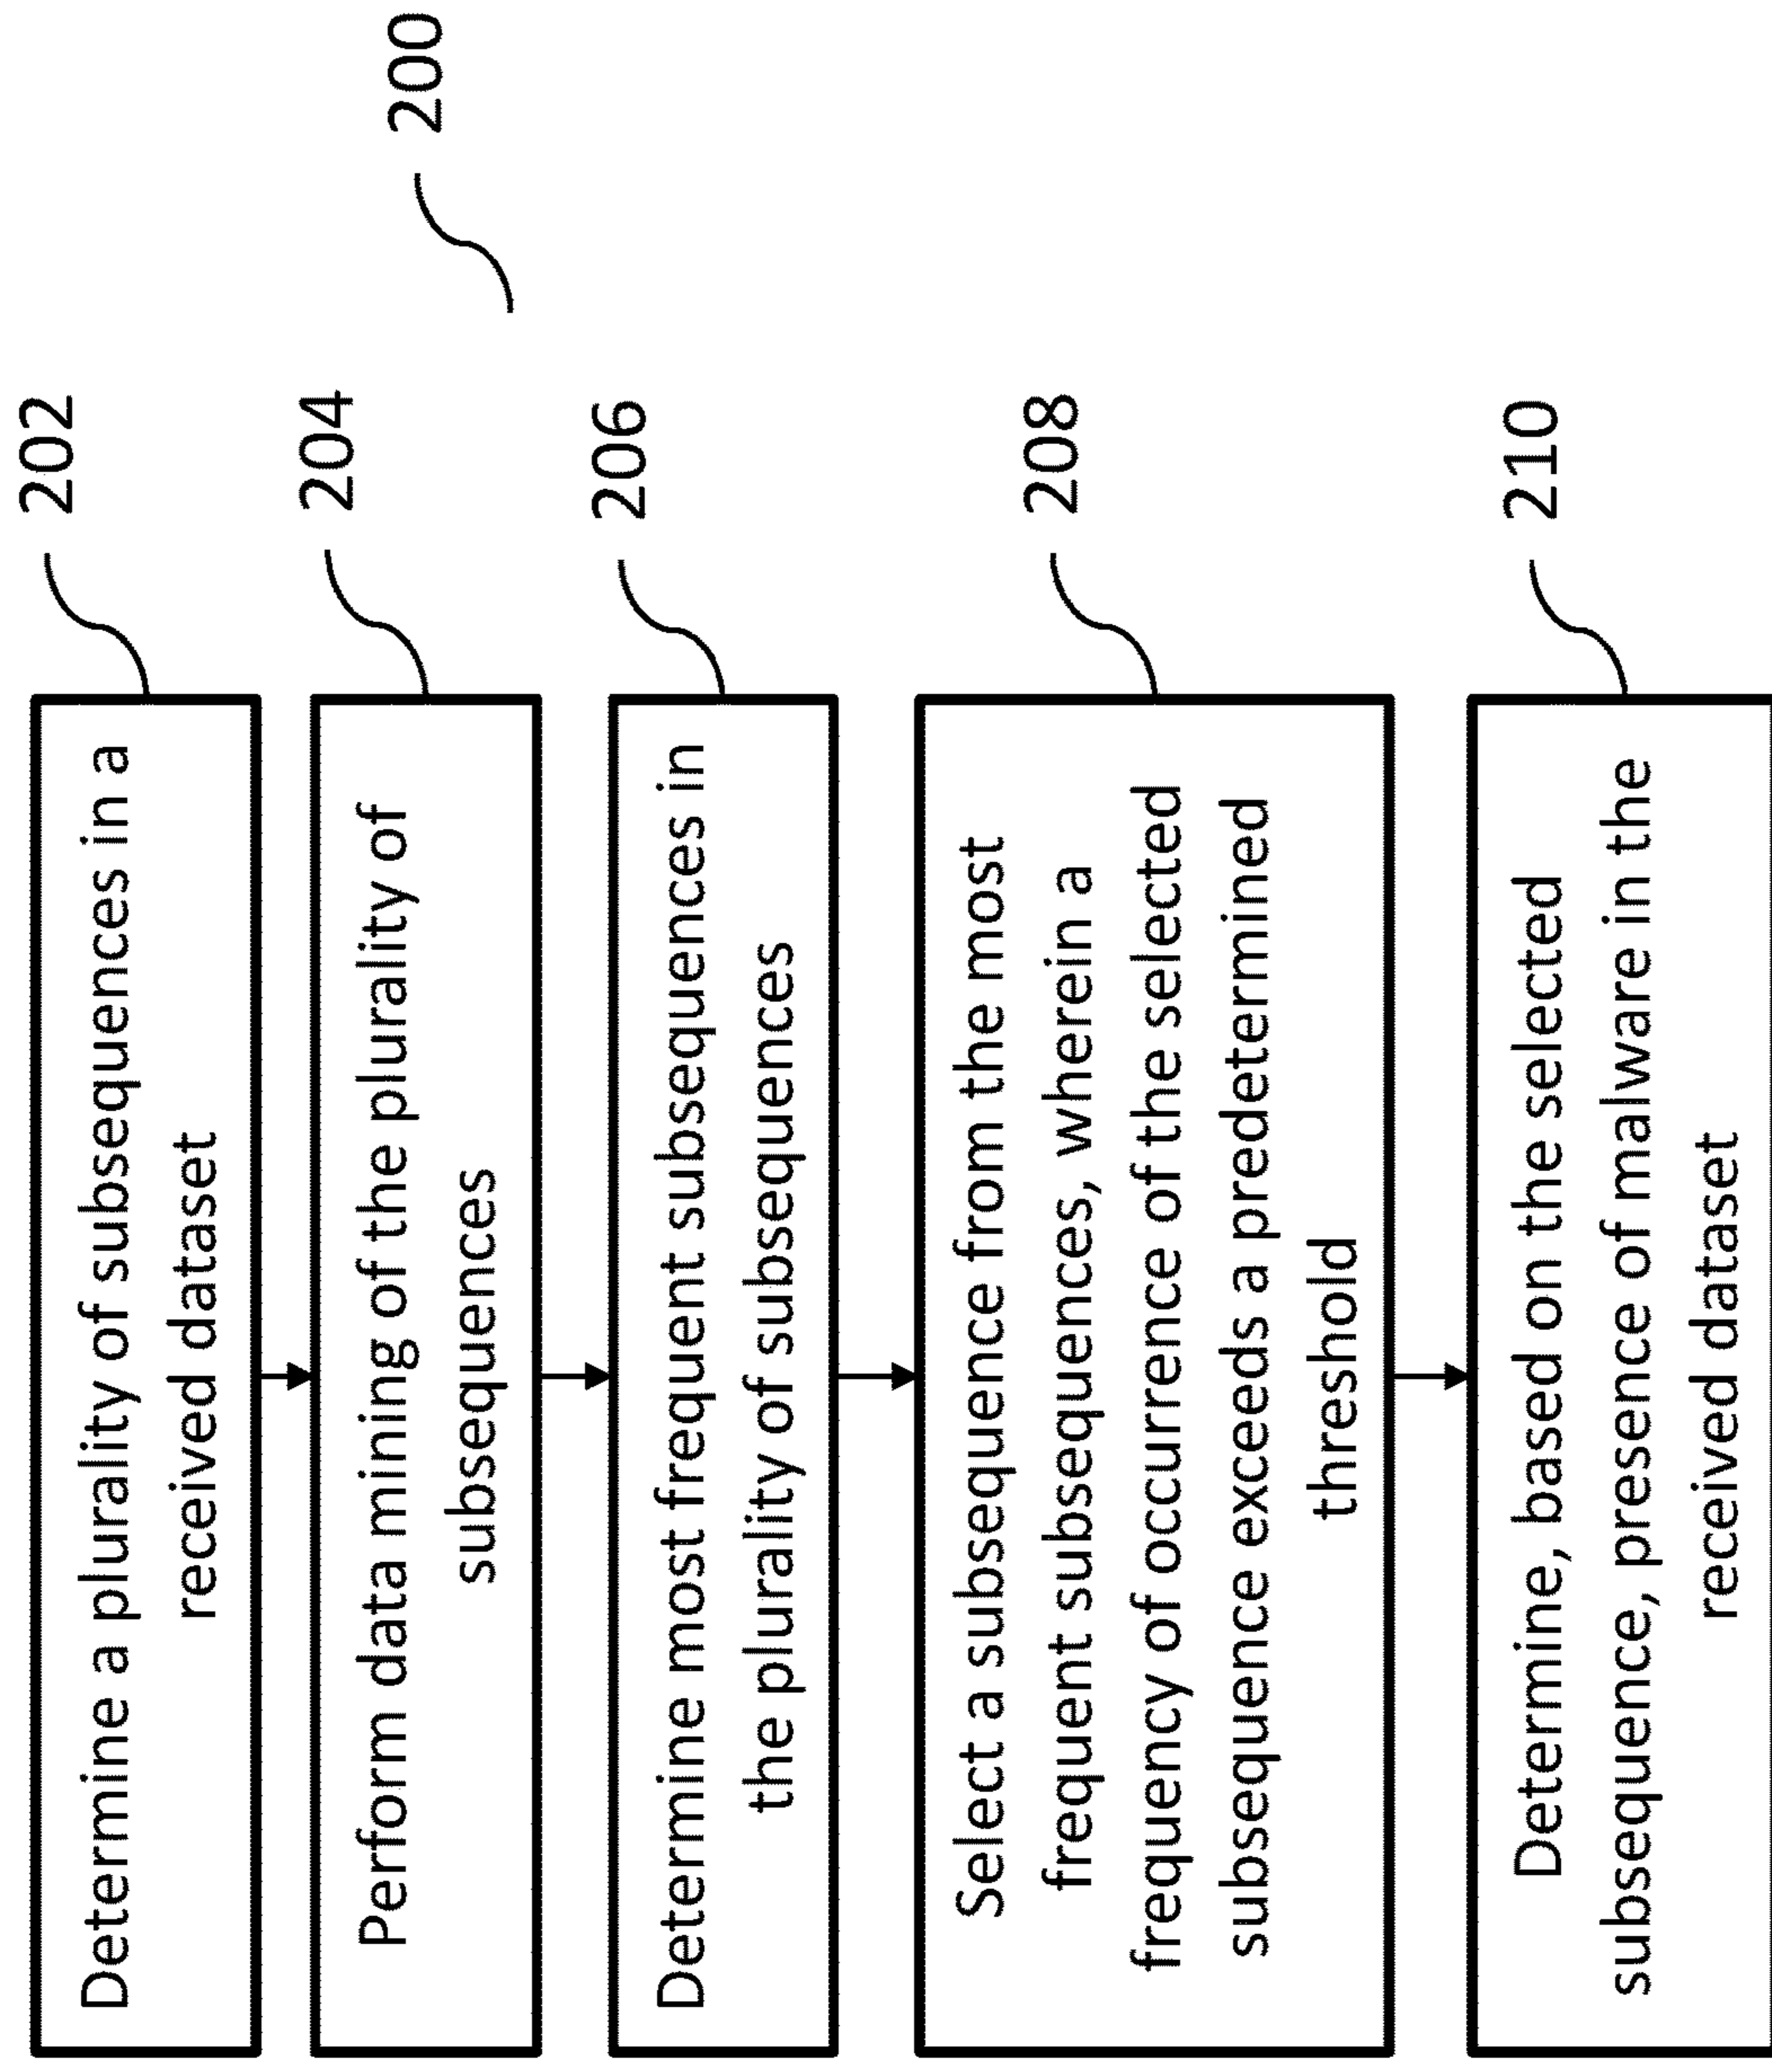 200
202
Determine a plurality of subsequences in a
received dataset
204
Perform data mining of the plurality of
subsequences
206
Determine most frequent subsequences in
the plurality of subsequences
208
Select a subsequence from the most
frequent subsequences, wherein a
frequency of occurrence of the selected
subsequence exceeds a predetermined
threshold
210
Determine, based on the selected
subsequence, presence of malware in the
received dataset